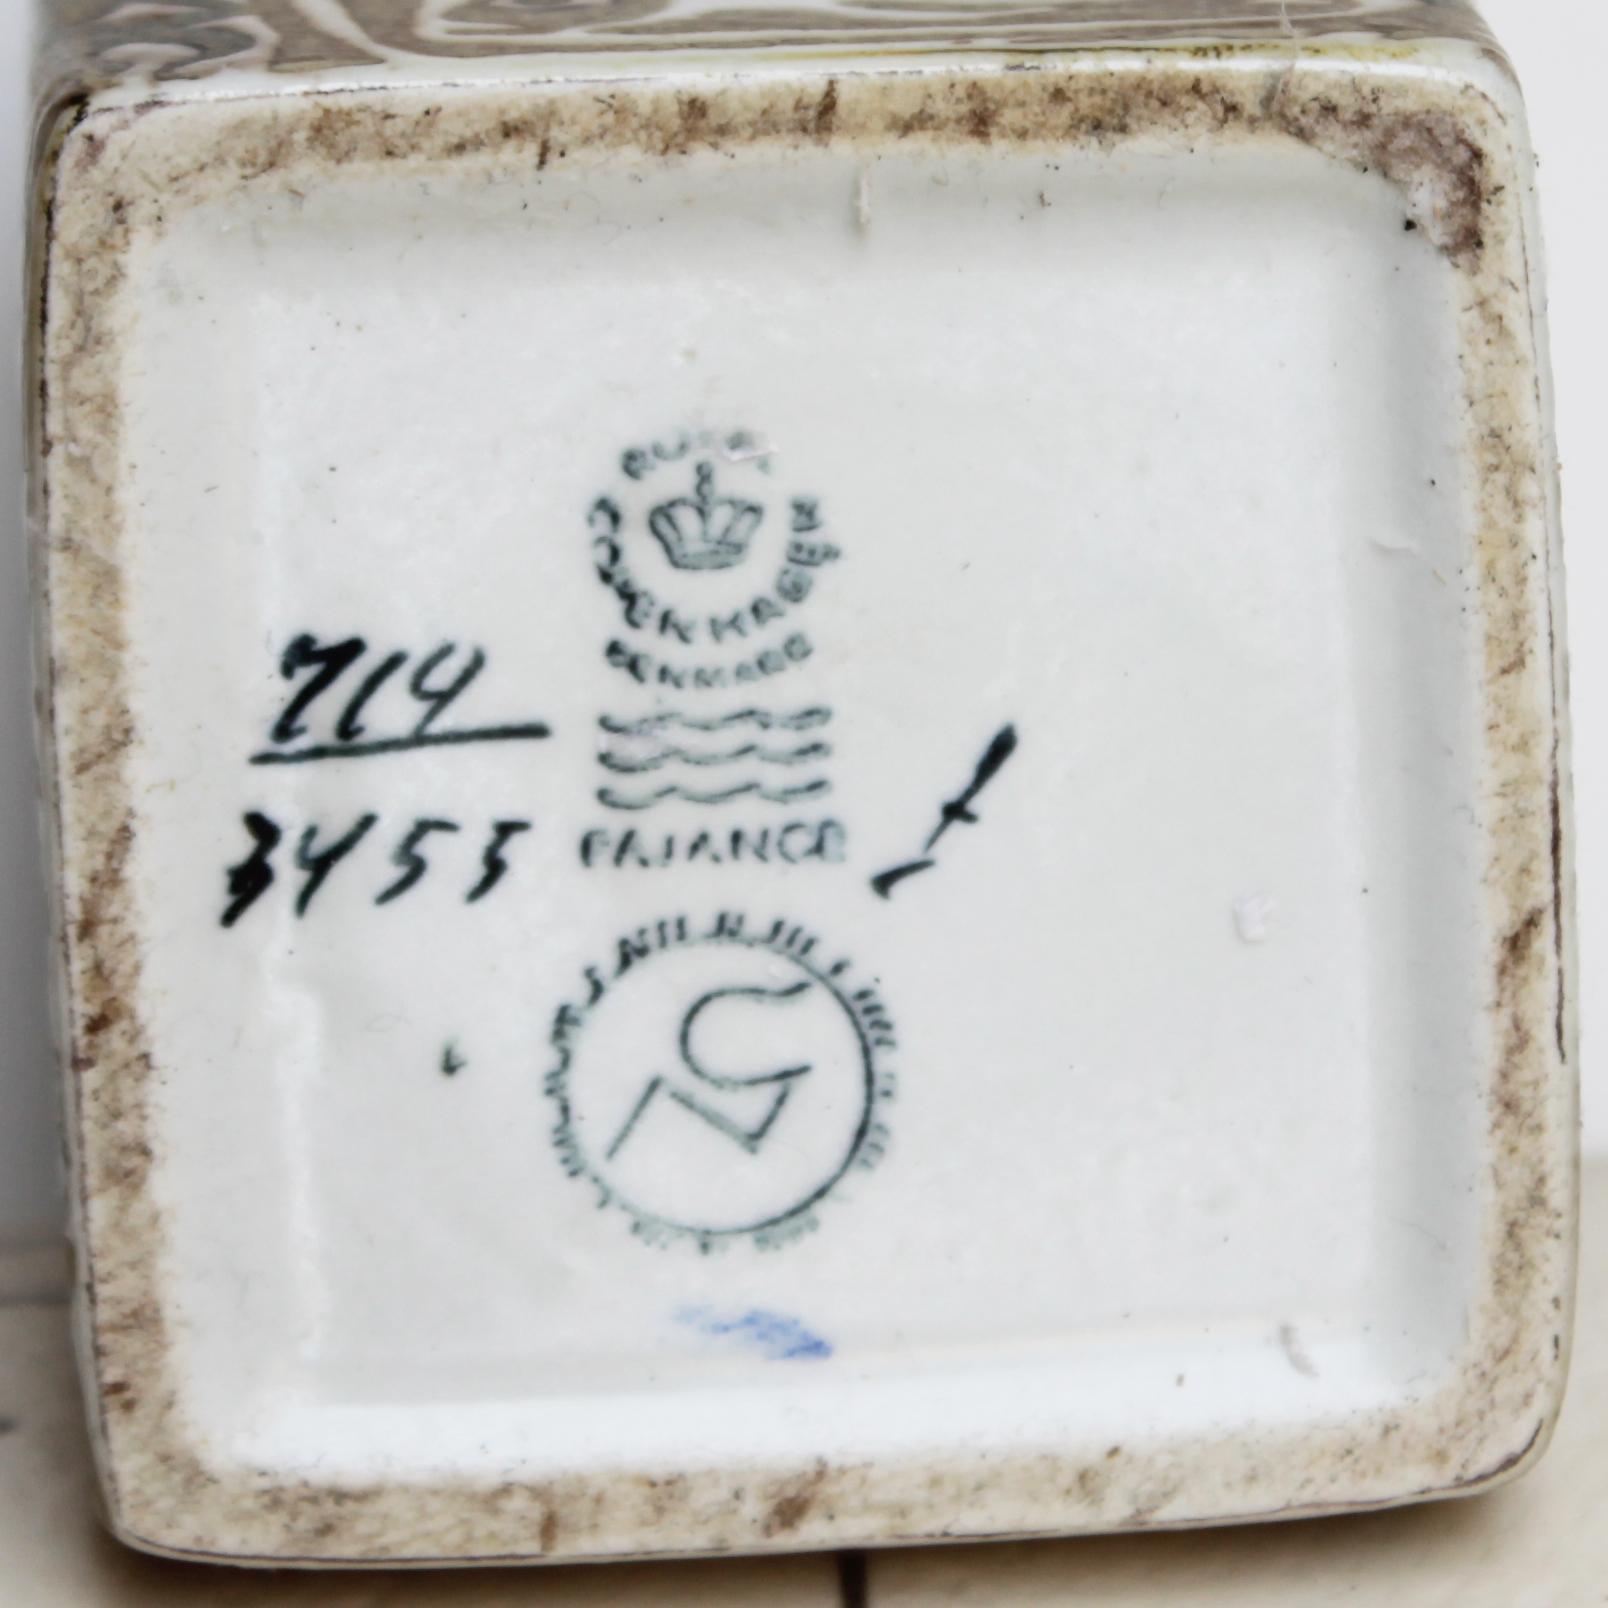 ROYAL
COPENHAGEN
DENMARK
714
3455
FAJANCE